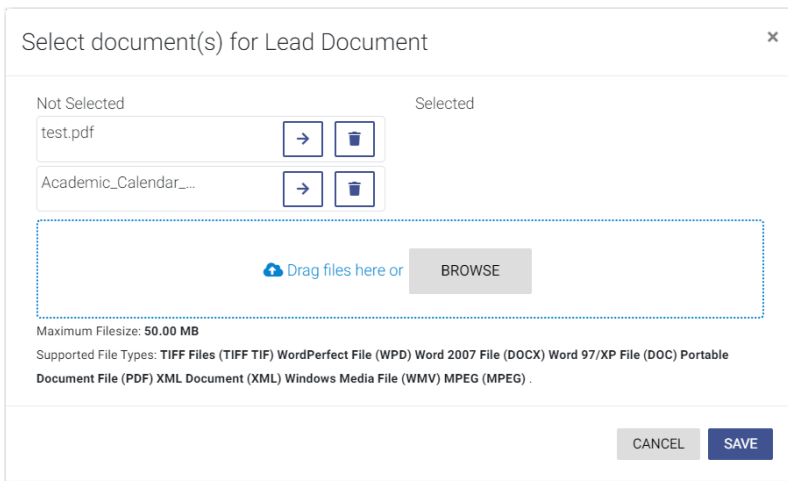 Select document(s) for Lead Document
×
Not Selected
Selected
test.pdf
Academic_Calendar_...
Drag files here or
BROWSE
Maximum Filesize: 50.00 MB
Supported File Types: TIFF Files (TIFF TIF) WordPerfect File (WPD) Word 2007 File (DOCX) Word 97/XP File (DOC) Portable
Document File (PDF) XML Document (XML) Windows Media File (WMV) MPEG (MPEG) .
CANCEL
SAVE